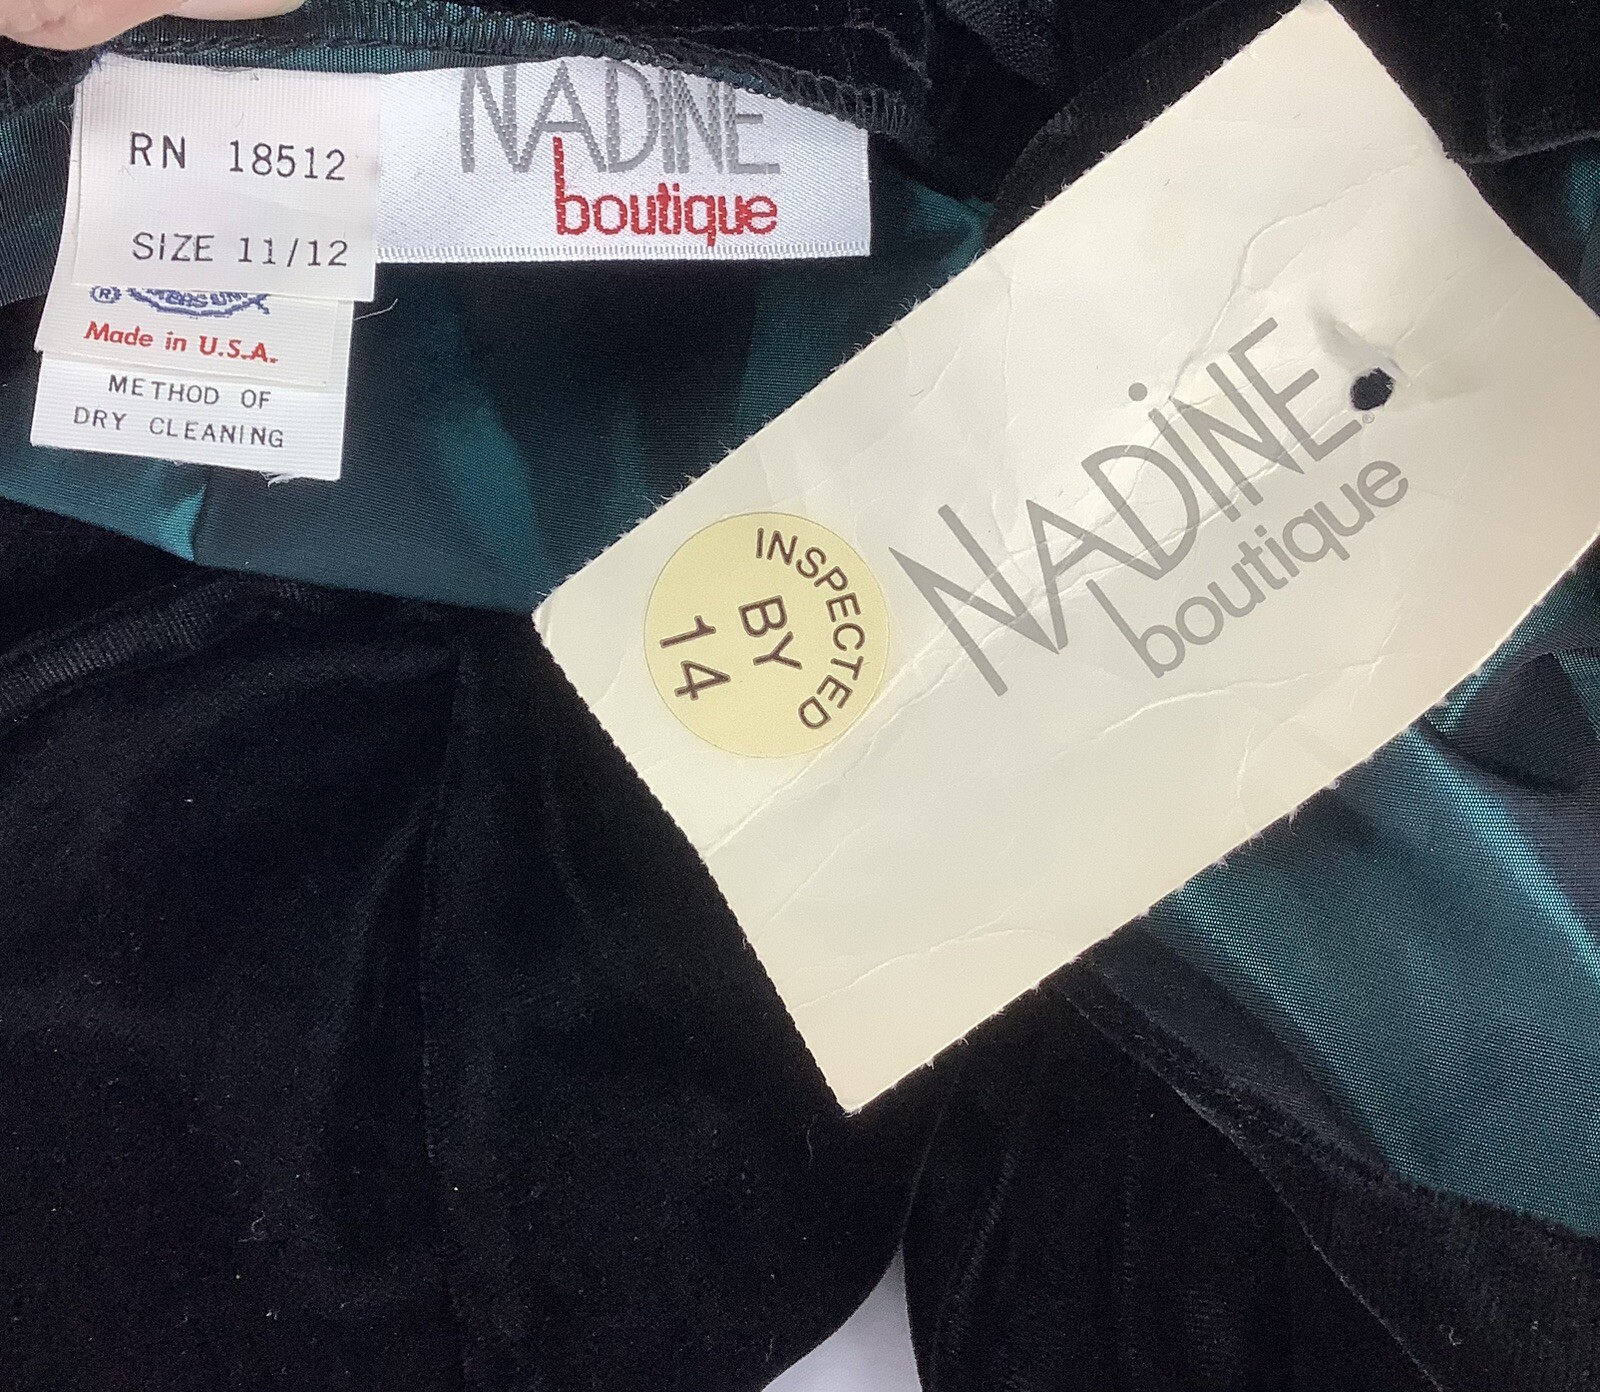 RN 18512
SIZE 11/12
®
Made in U.S.A.
METHOD OF
DRY CLEANING
NADINE
boutique
NADINE®
boutique
INSPECTED
BY
14